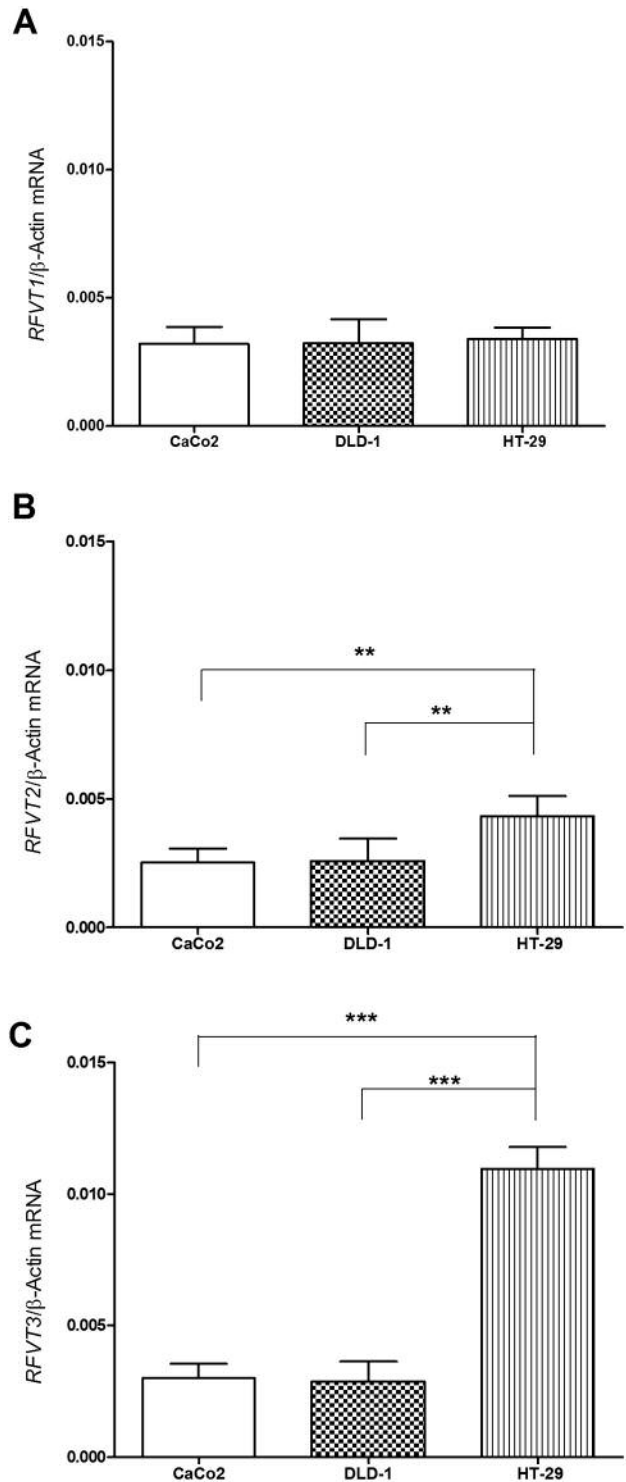 A
0.015
0.010
0.005
0.000
RFVT1/β-Actin mRNA
CaCo2 DLD-1 HT-29
B
0.015
0.010
0.005
0.000
RFVT2/β-Actin mRNA
**
**
CaCo2 DLD-1 HT-29
C
0.015
0.010
0.005
0.000
RFVT3/β-Actin mRNA
***
***
CaCo2 DLD-1 HT-29